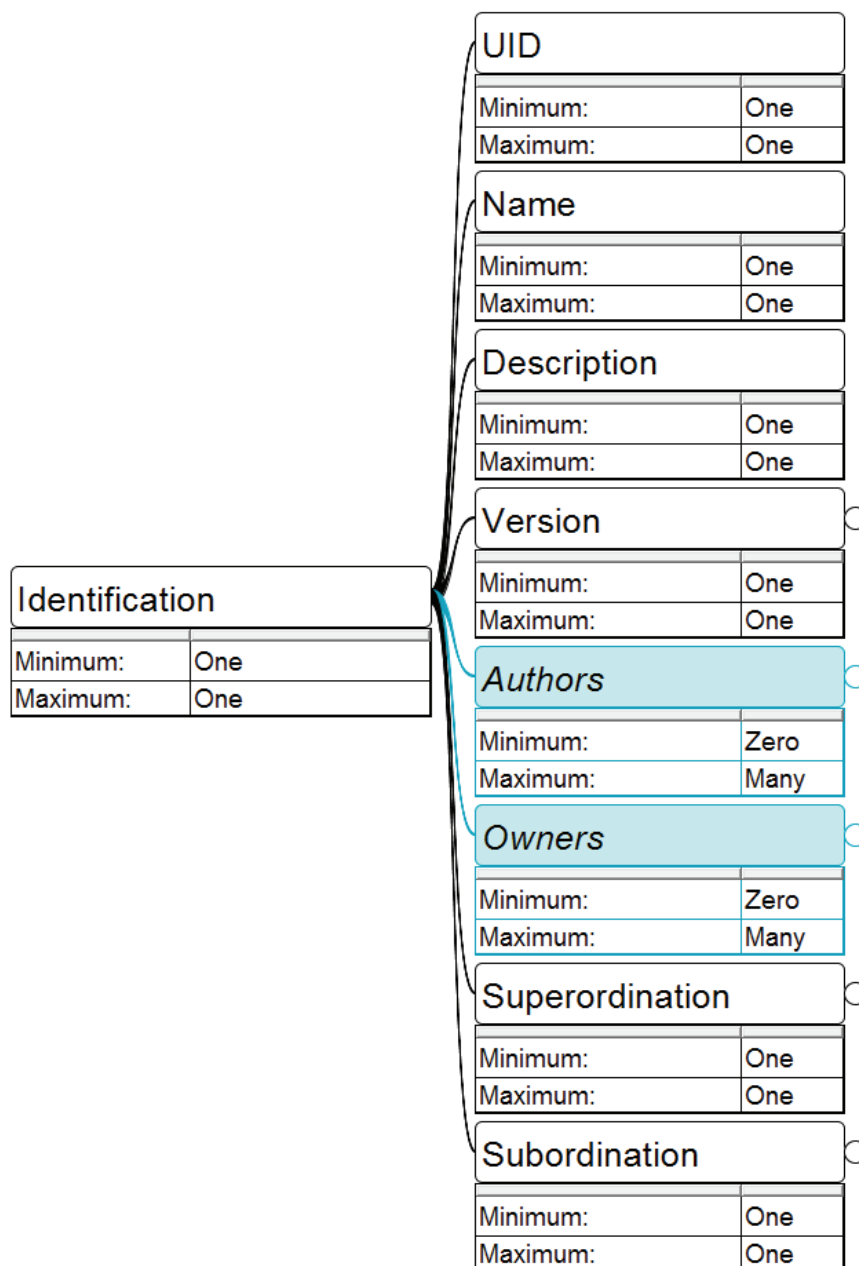 UID
Minimum: One
Maximum: One
Name
Minimum: One
Maximum: One
Description
Minimum: One
Maximum: One
Version
Minimum: One
Maximum: One
Identification
Minimum: One
Maximum: One
Authors
Minimum: Zero
Maximum: Many
Owners
Minimum: Zero
Maximum: Many
Superordination
Minimum: One
Maximum: One
Subordination
Minimum: One
Maximum: One